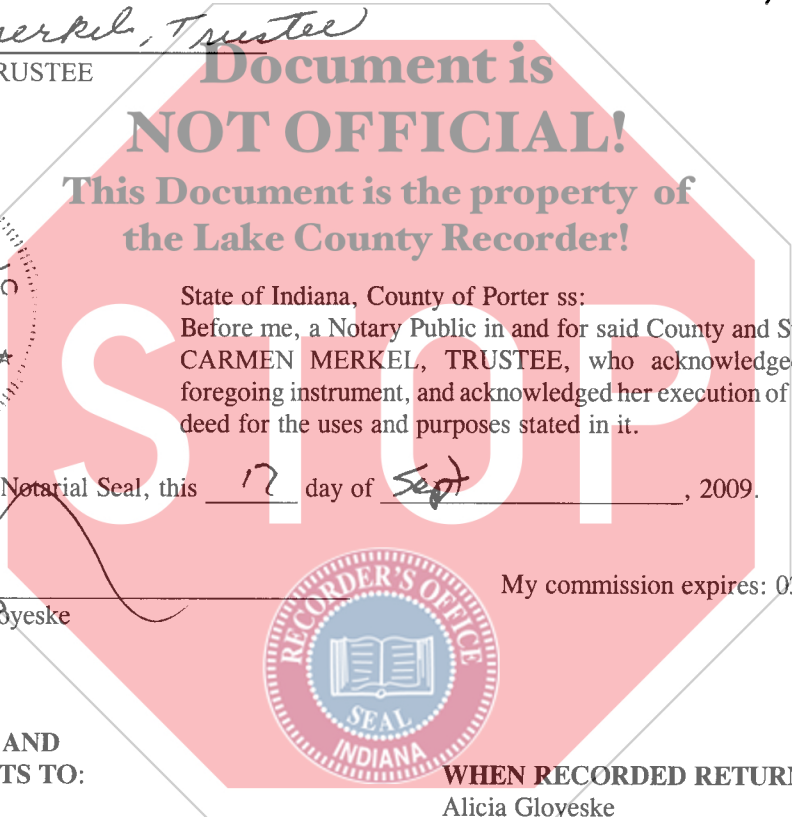 merkel, Trustee
RUSTEE
Document is
NOT OFFICIAL!
This Document is the property of
the Lake County Recorder!
State of Indiana, County of Porter ss:
Before me, a Notary Public in and for said County and S
CARMEN MERKEL, TRUSTEE, who acknowledge
foregoing instrument, and acknowledged her execution of
deed for the uses and purposes stated in it.
STOP
Notarial Seal, this 17 day of Sept, 2009.
My commission expires: 03
oyeske
RECORDER'S OFFICE
SEAL
INDIANA
AND
TS TO:
WHEN RECORDED RETURN
Alicia Gloyeske